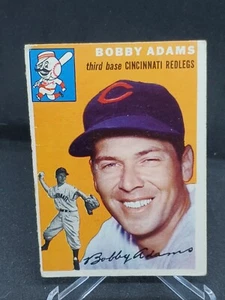 BOBBY ADAMS
third base CINCINNATI REDLEGS
C
Bobby Adams